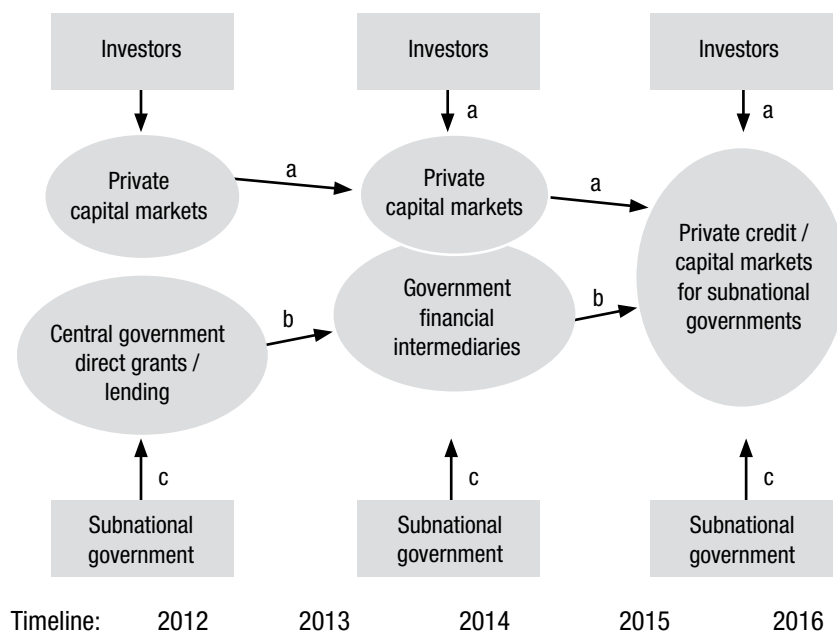 Investors
Investors
Investors
a
a
Private
capital markets
a
Private
capital markets
a
Private credit /
capital markets
for subnational
governments
Central government
direct grants /
lending
b
Government
financial
intermediaries
b
c
c
c
Subnational
government
Subnational
government
Subnational
government
Timeline: 2012 2013 2014 2015 2016